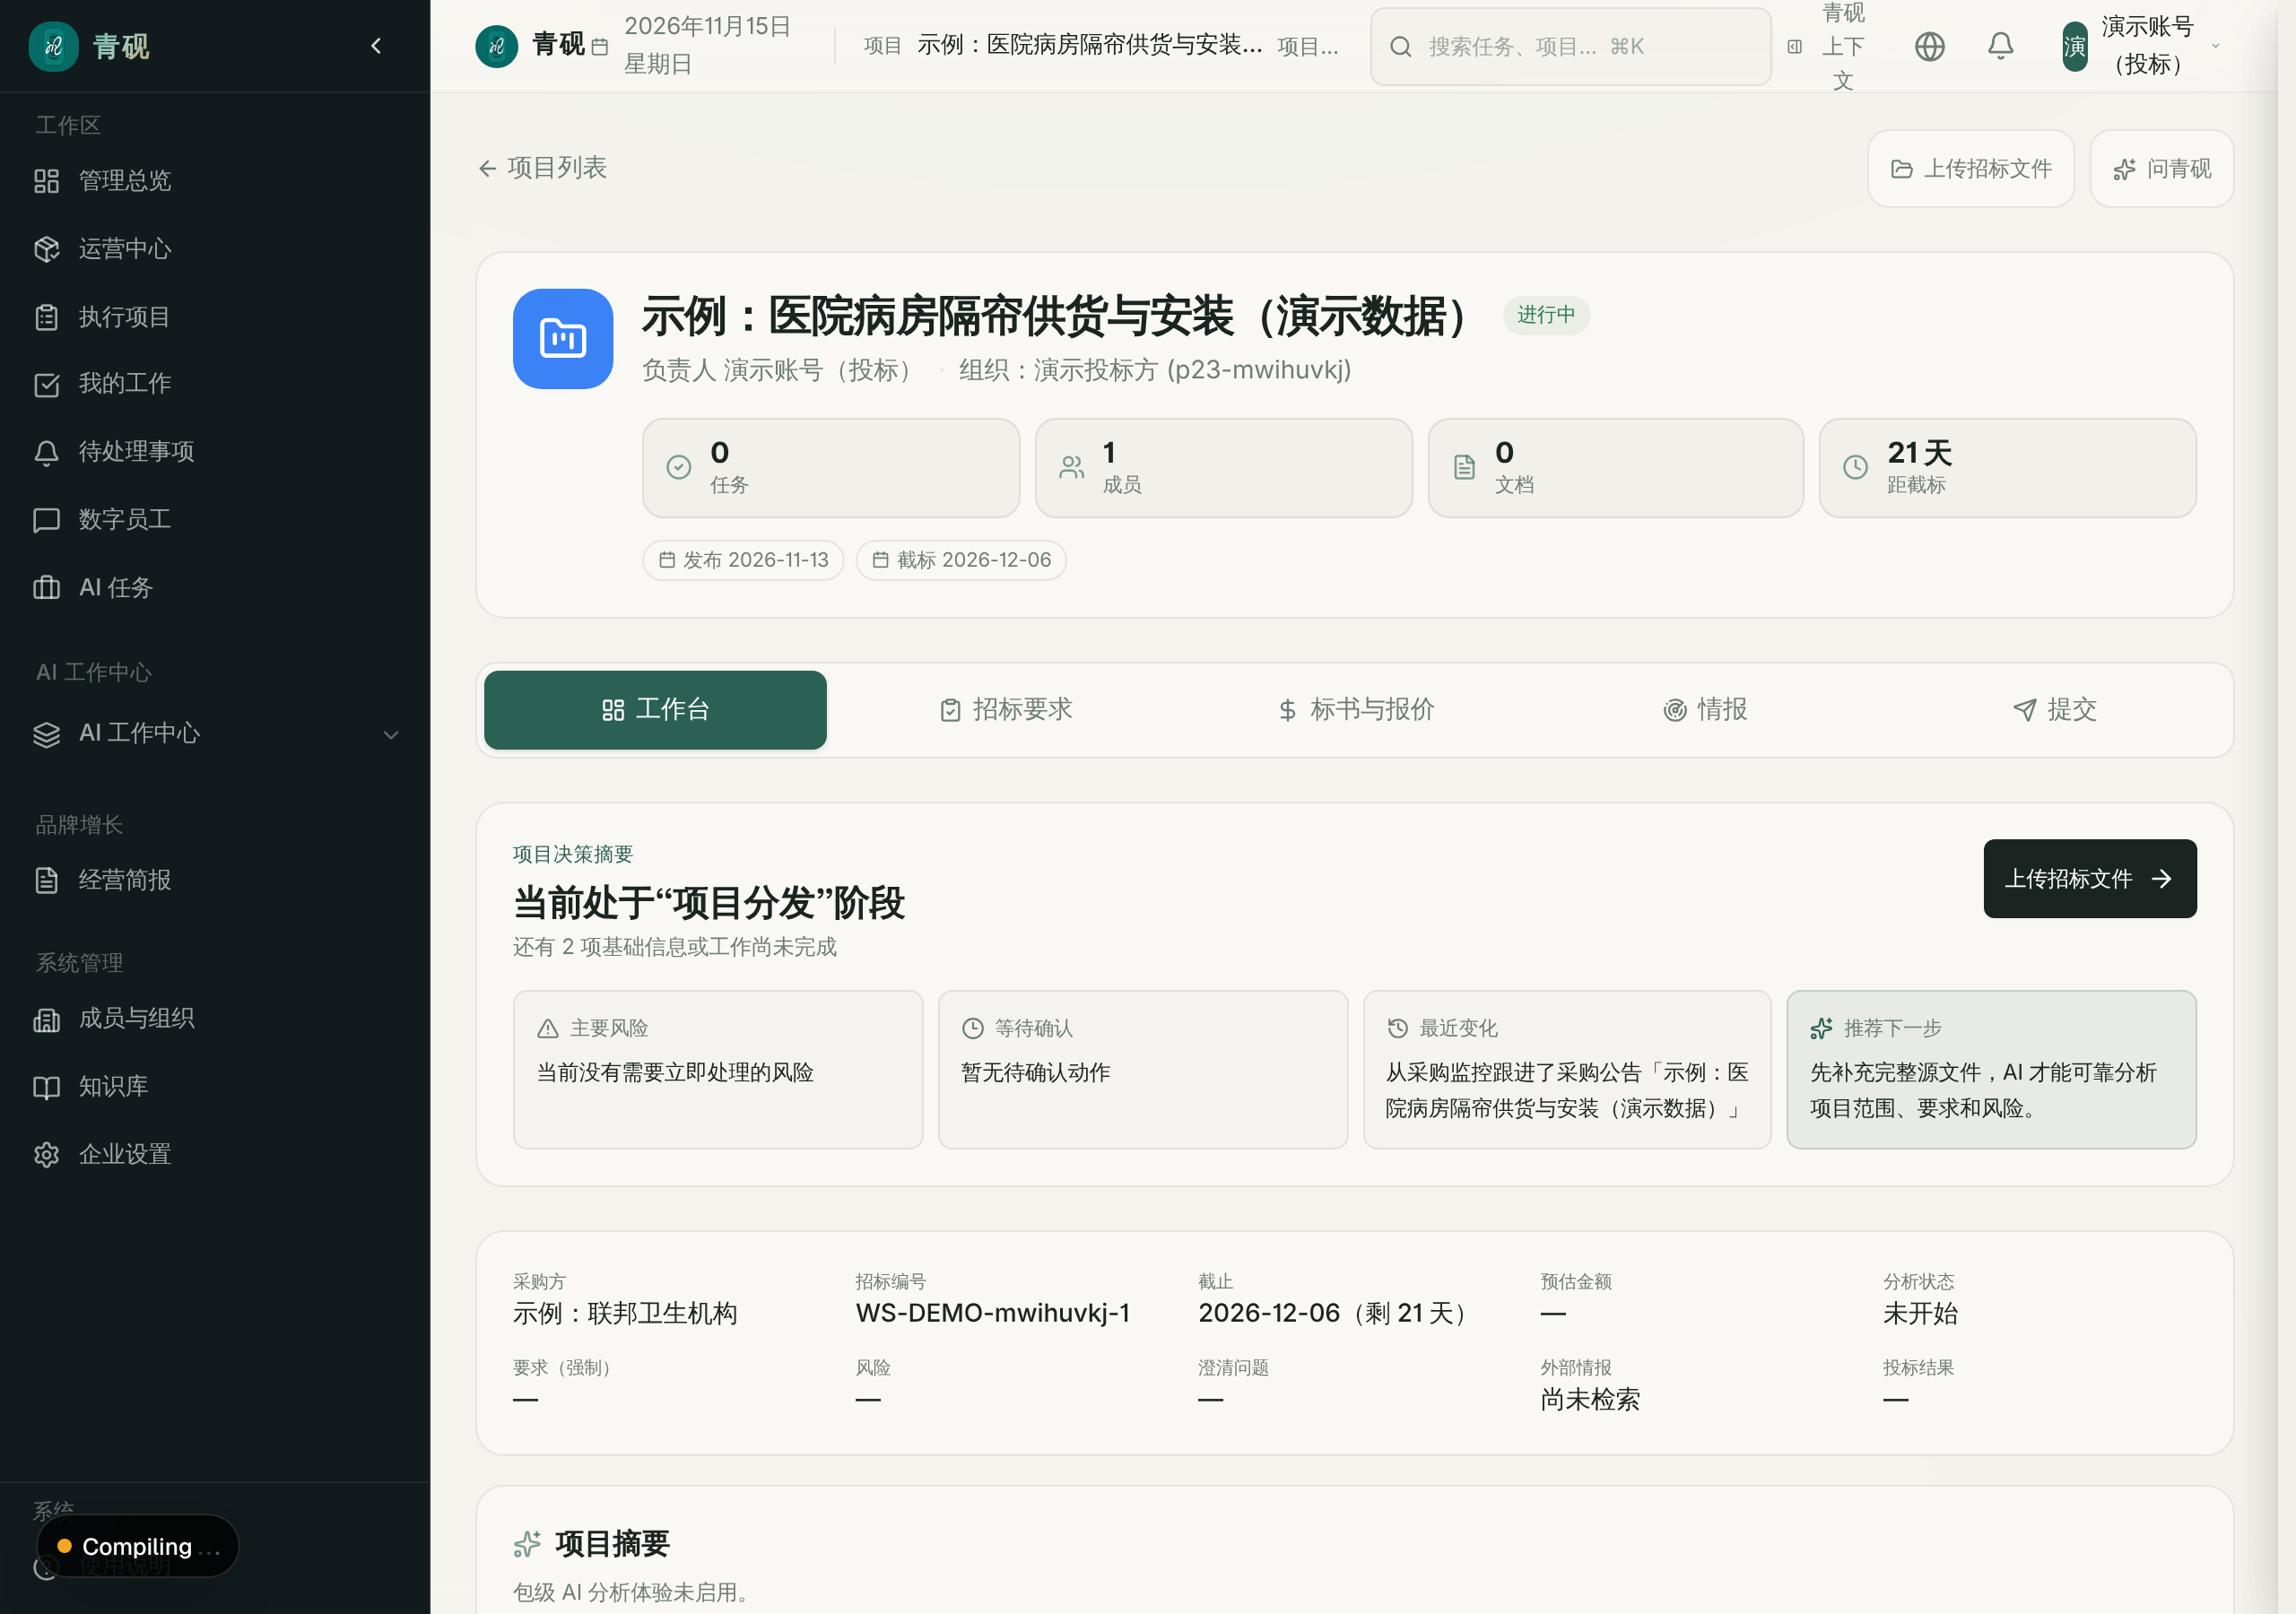 青砚
工作区
管理总览
运营中心
执行项目
我的工作
待处理事项
数字员工
AI 任务
AI 工作中心
AI 工作中心
品牌增长
经营简报
系统管理
成员与组织
知识库
企业设置
系统
Compiling ...
使用说明
青砚
2026年11月15日
星期日
项目 示例：医院病房隔帘供货与安装... 项目...
搜索任务、项目... ⌘K
青砚
上下
文
演
演示账号
（投标）
项目列表
上传招标文件
问青砚
示例：医院病房隔帘供货与安装（演示数据） 进行中
负责人 演示账号（投标） · 组织：演示投标方 (p23-mwihuvkj)
0
任务
1
成员
0
文档
21 天
距截标
发布 2026-11-13
截标 2026-12-06
工作台
招标要求
标书与报价
情报
提交
项目决策摘要
当前处于“项目分发”阶段
还有 2 项基础信息或工作尚未完成
上传招标文件
主要风险
当前没有需要立即处理的风险
等待确认
暂无待确认动作
最近变化
从采购监控跟进了采购公告「示例：医
院病房隔帘供货与安装（演示数据）」
推荐下一步
先补充完整源文件，AI 才能可靠分析
项目范围、要求和风险。
采购方
示例：联邦卫生机构
招标编号
WS-DEMO-mwihuvkj-1
截止
2026-12-06（剩 21 天）
预估金额
—
分析状态
未开始
要求（强制）
—
风险
—
澄清问题
—
外部情报
尚未检索
投标结果
—
项目摘要
包级 AI 分析体验未启用。